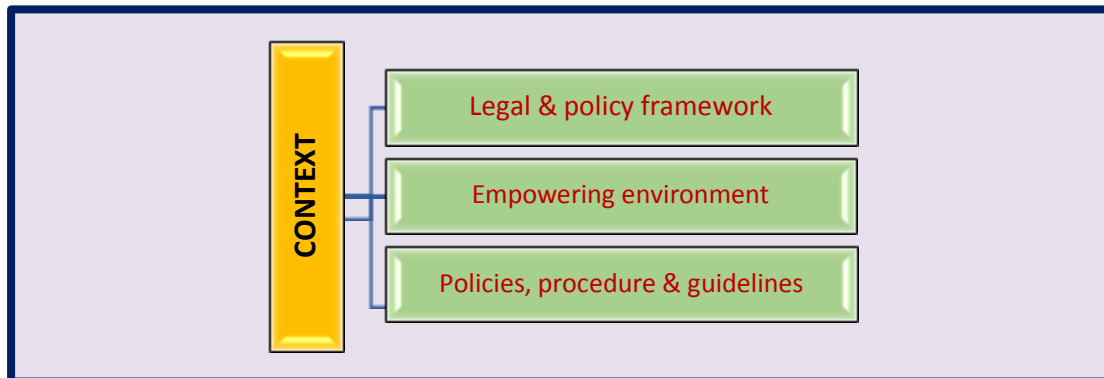 CONTEXT
Legal & policy framework
Empowering environment
Policies, procedure & guidelines